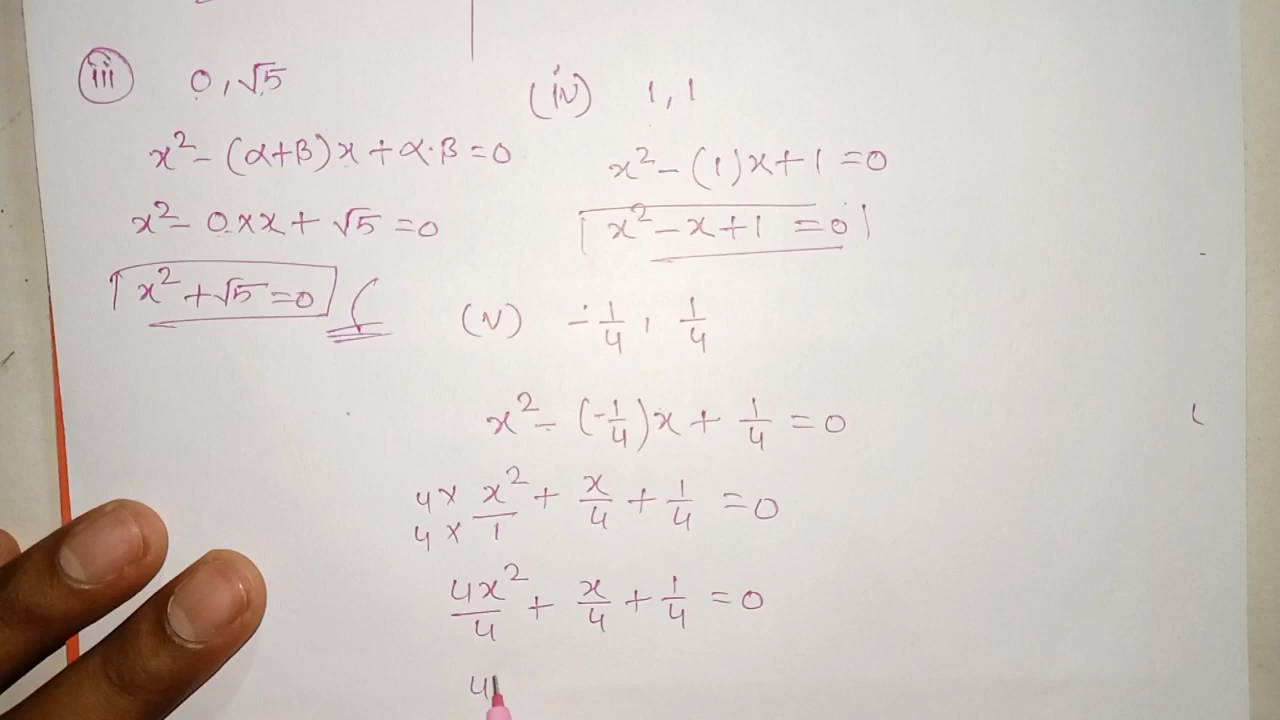 (iii) 0, √5
x² - (α+β)x + α·β = 0
x² - 0×x + √5 = 0
x² + √5 = 0
(iv) 1, 1
x² - (1)x + 1 = 0
x² - x + 1 = 0
(v) -1/4, 1/4
x² - (-1/4)x + 1/4 = 0
4×/4× x²/1 + x/4 + 1/4 = 0
4x²/4 + x/4 + 1/4 = 0
4